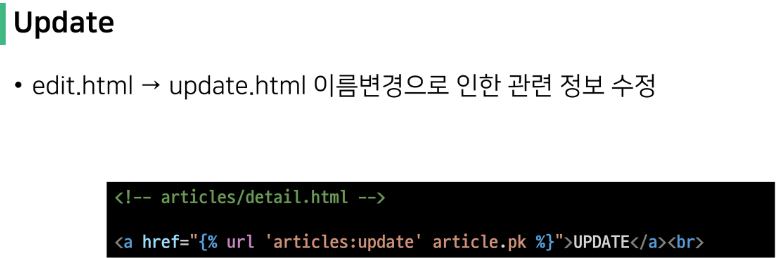 Update
• edit.html → update.html 이름변경으로 인한 관련 정보 수정
<!-- articles/detail.html -->
<a href="{% url 'articles:update' article.pk %}">UPDATE</a><br>